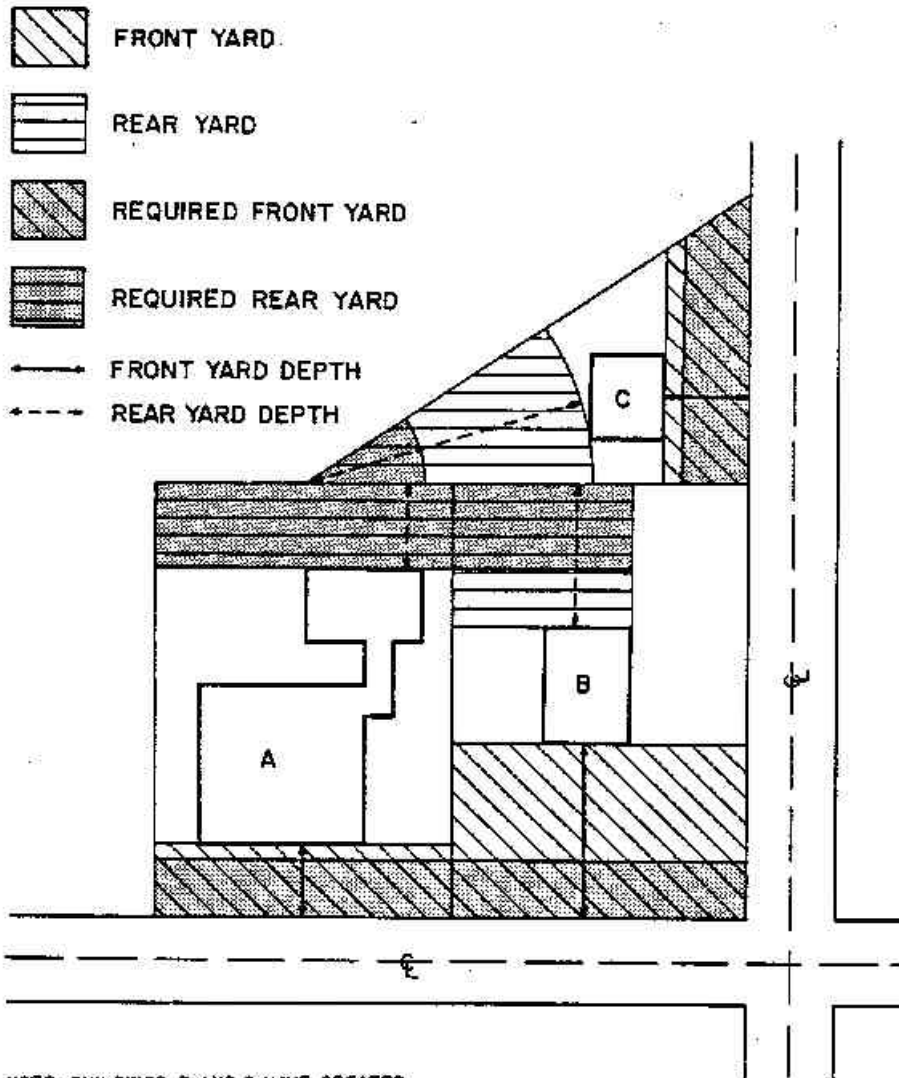 FRONT YARD
REAR YARD
REQUIRED FRONT YARD
REQUIRED REAR YARD
FRONT YARD DEPTH
REAR YARD DEPTH
C
B
A
℄
℄